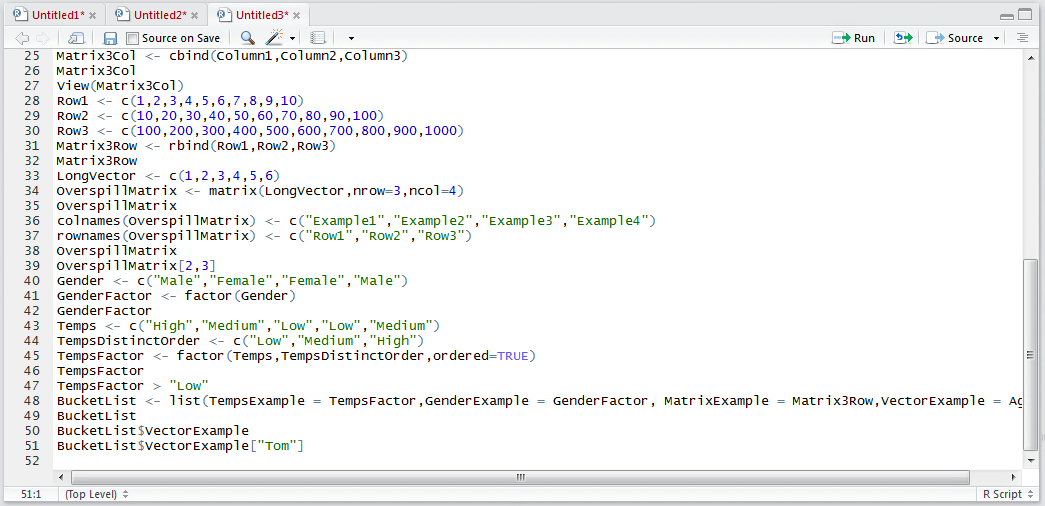 Untitled1* Untitled2* Untitled3*
Source on Save Run Source
25 Matrix3Col <- cbind(Column1,Column2,Column3)
26 Matrix3Col
27 View(Matrix3Col)
28 Row1 <- c(1,2,3,4,5,6,7,8,9,10)
29 Row2 <- c(10,20,30,40,50,60,70,80,90,100)
30 Row3 <- c(100,200,300,400,500,600,700,800,900,1000)
31 Matrix3Row <- rbind(Row1,Row2,Row3)
32 Matrix3Row
33 LongVector <- c(1,2,3,4,5,6)
34 OverspillMatrix <- matrix(LongVector,nrow=3,ncol=4)
35 OverspillMatrix
36 colnames(OverspillMatrix) <- c("Example1","Example2","Example3","Example4")
37 rownames(OverspillMatrix) <- c("Row1","Row2","Row3")
38 OverspillMatrix
39 OverspillMatrix[2,3]
40 Gender <- c("Male","Female","Female","Male")
41 GenderFactor <- factor(Gender)
42 GenderFactor
43 Temps <- c("High","Medium","Low","Low","Medium")
44 TempsDistinctOrder <- c("Low","Medium","High")
45 TempsFactor <- factor(Temps,TempsDistinctOrder,ordered=TRUE)
46 TempsFactor
47 TempsFactor > "Low"
48 BucketList <- list(TempsExample = TempsFactor,GenderExample = GenderFactor, MatrixExample = Matrix3Row,VectorExample = Ag
49 BucketList
50 BucketList$VectorExample
51 BucketList$VectorExample["Tom"]
52
51:1 (Top Level) R Script